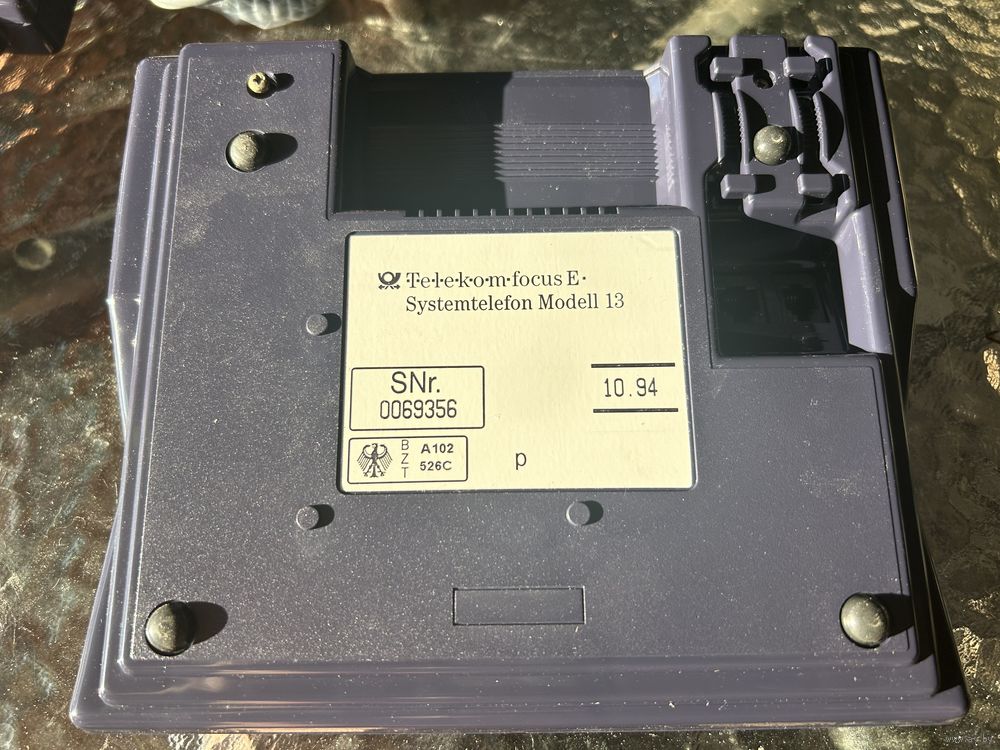 T·e·l·e·k·o·m·focus E·
Systemtelefon Modell 13
SNr.
0069356
10.94
BZT
A102
526C
p